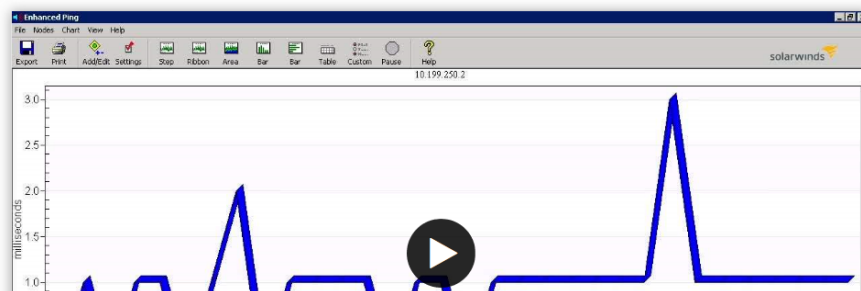 Enhanced Ping
File Nodes Chart View Help
Export Print Add/Edit Settings Step Ribbon Area Bar Bar Table Custom Pause Help
solarwinds
10.199.250.2
3.0
2.5
2.0
1.5
1.0
milliseconds